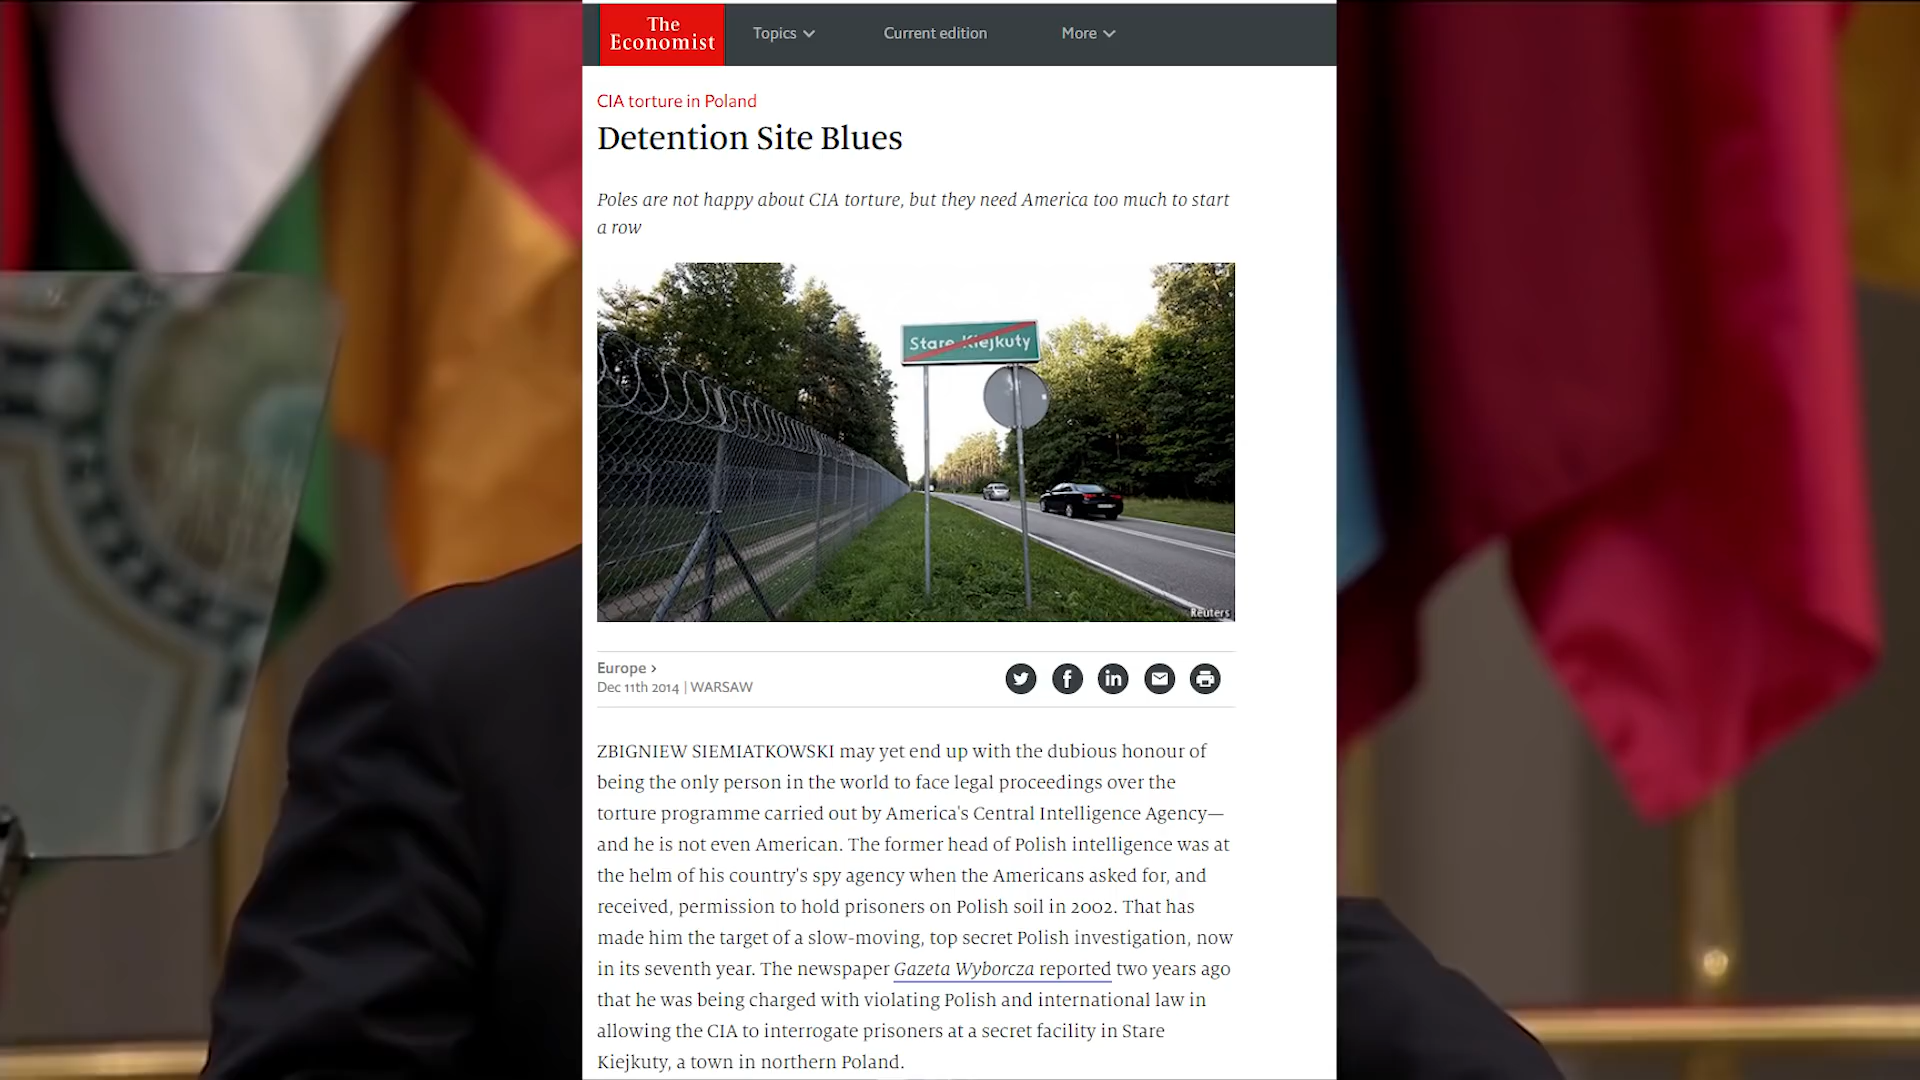 The
Economist
Topics
Current edition
More
CIA torture in Poland
Detention Site Blues
Poles are not happy about CIA torture, but they need America too much to start
a row
Stare Kiejkuty
Reuters
Europe ›
Dec 11th 2014 | WARSAW
ZBIGNIEW SIEMIATKOWSKI may yet end up with the dubious honour of
being the only person in the world to face legal proceedings over the
torture programme carried out by America's Central Intelligence Agency—
and he is not even American. The former head of Polish intelligence was at
the helm of his country's spy agency when the Americans asked for, and
received, permission to hold prisoners on Polish soil in 2002. That has
made him the target of a slow-moving, top secret Polish investigation, now
in its seventh year. The newspaper Gazeta Wyborcza reported two years ago
that he was being charged with violating Polish and international law in
allowing the CIA to interrogate prisoners at a secret facility in Stare
Kiejkuty, a town in northern Poland.